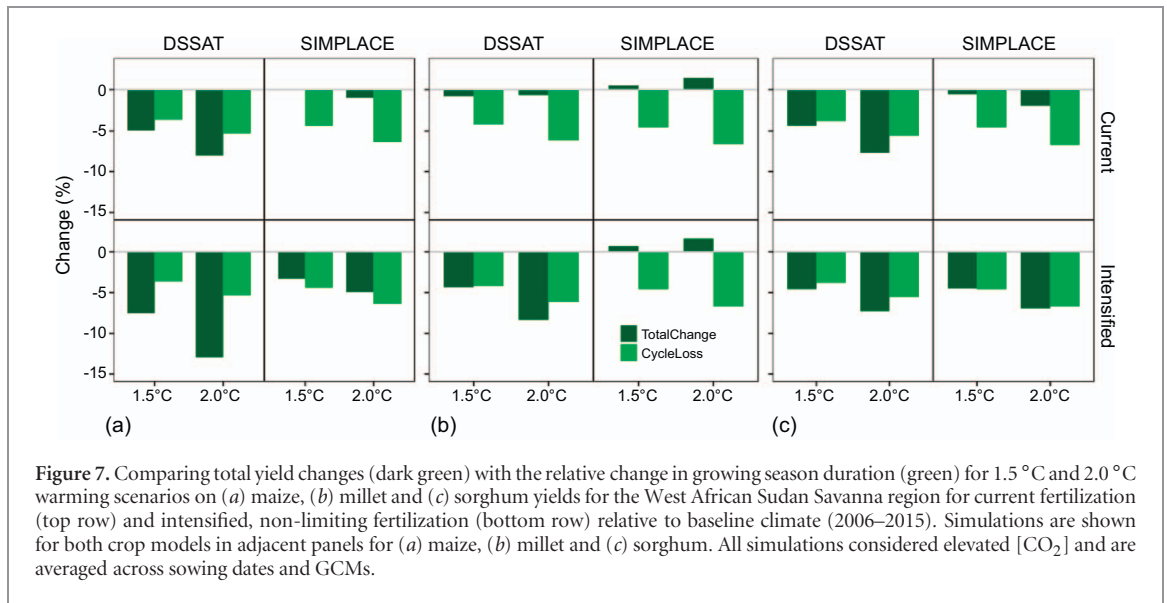 DSSAT SIMPLACE DSSAT SIMPLACE DSSAT SIMPLACE
Change (%)
0
-5
-10
-15
0
-5
-10
-15
Current
Intensified
TotalChange
CycleLoss
1.5°C 2.0°C 1.5°C 2.0°C 1.5°C 2.0°C 1.5°C 2.0°C 1.5°C 2.0°C 1.5°C 2.0°C
(a) (b) (c)
Figure 7. Comparing total yield changes (dark green) with the relative change in growing season duration (green) for 1.5 °C and 2.0 °C
warming scenarios on (a) maize, (b) millet and (c) sorghum yields for the West African Sudan Savanna region for current fertilization
(top row) and intensified, non-limiting fertilization (bottom row) relative to baseline climate (2006–2015). Simulations are shown
for both crop models in adjacent panels for (a) maize, (b) millet and (c) sorghum. All simulations considered elevated [CO₂] and are
averaged across sowing dates and GCMs.